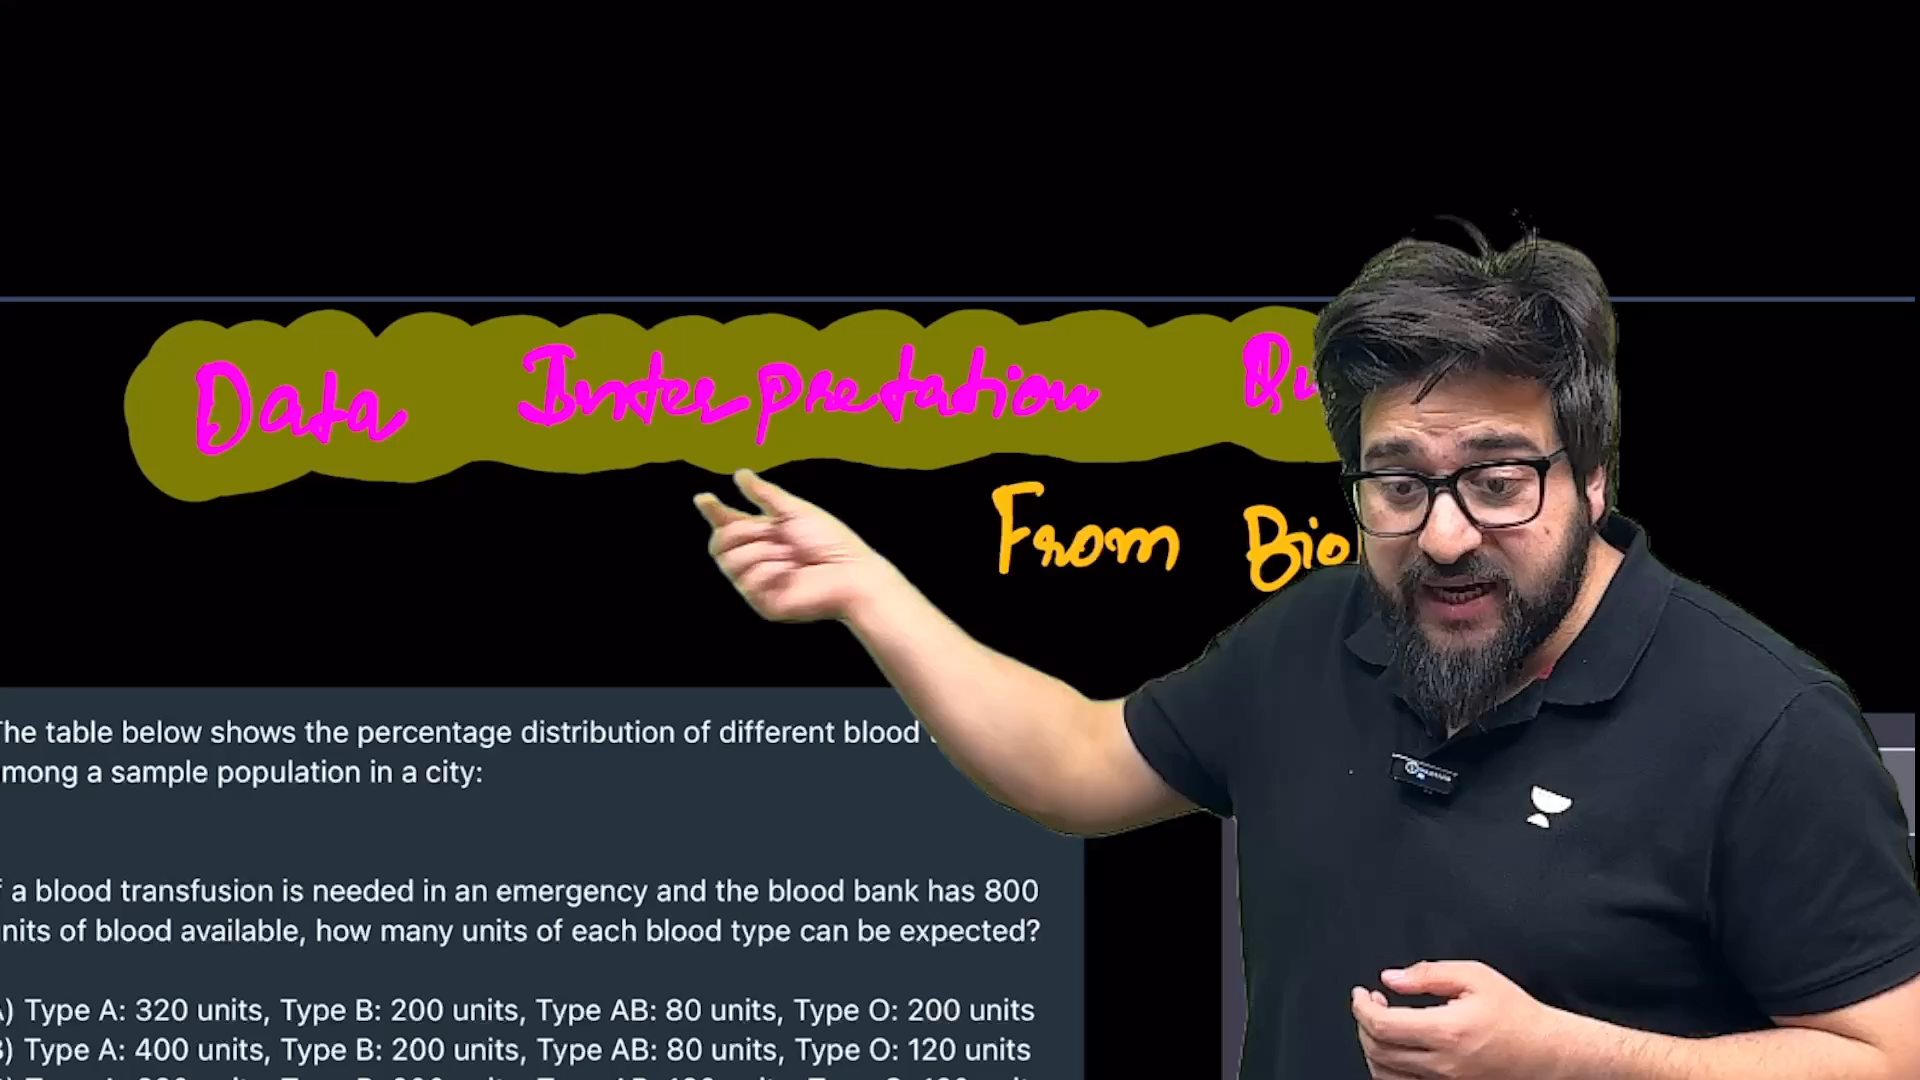 Data Interpretation
From
he table below shows the percentage distribution of different blood
mong a sample population in a city:
a blood transfusion is needed in an emergency and the blood bank has 800
nits of blood available, how many units of each blood type can be expected?
) Type A: 320 units, Type B: 200 units, Type AB: 80 units, Type O: 200 units
) Type A: 400 units, Type B: 200 units, Type AB: 80 units, Type O: 120 units